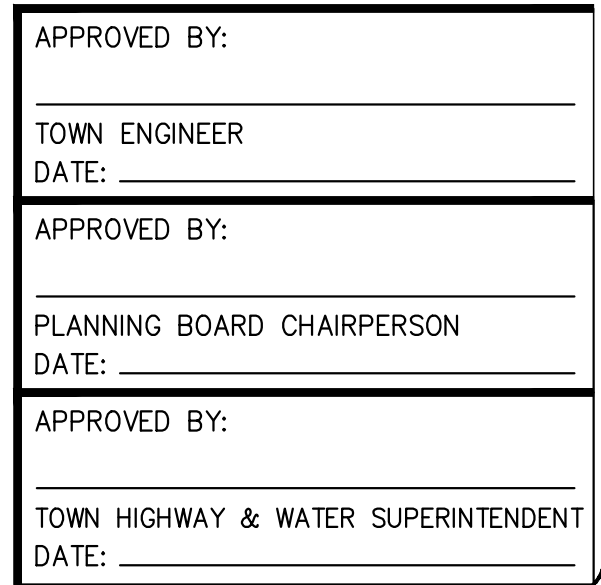 APPROVED BY:
TOWN ENGINEER
DATE:
APPROVED BY:
PLANNING BOARD CHAIRPERSON
DATE:
APPROVED BY:
TOWN HIGHWAY & WATER SUPERINTENDENT
DATE: